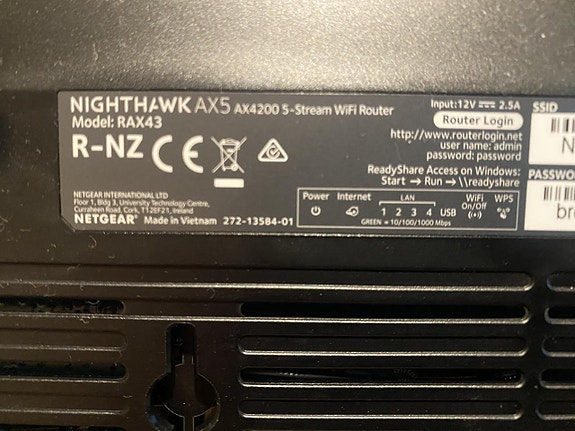 NIGHTHAWK AX5 AX4200 5-Stream WiFi Router
Model: RAX43
R-NZ CE
NETGEAR INTERNATIONAL LTD
Floor 1, Bldg 3, University Technology Centre,
Curraheen Road, Cork, T12EF21, Ireland
NETGEAR® Made in Vietnam 272-13584-01
Input:12V ⎓ 2.5A
Router Login
http://www.routerlogin.net
user name: admin
password: password
ReadyShare Access on Windows:
Start → Run → \\readyshare
Power Internet LAN WiFi On/Off WPS
1 2 3 4 USB
GREEN = 10/100/1000 Mbps
SSID
N
PASSWO
br